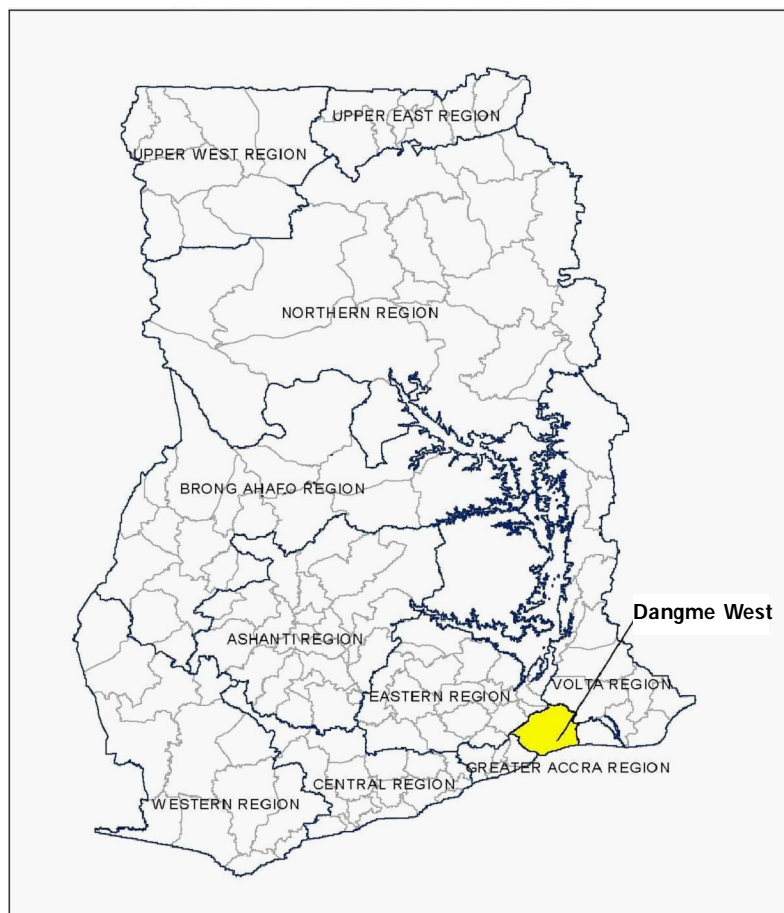 UPPER EAST REGION
UPPER WEST REGION
NORTHERN REGION
BRONG AHAFO REGION
Dangme West
ASHANTI REGION
VOLTA REGION
EASTERN REGION
GREATER ACCRA REGION
CENTRAL REGION
WESTERN REGION